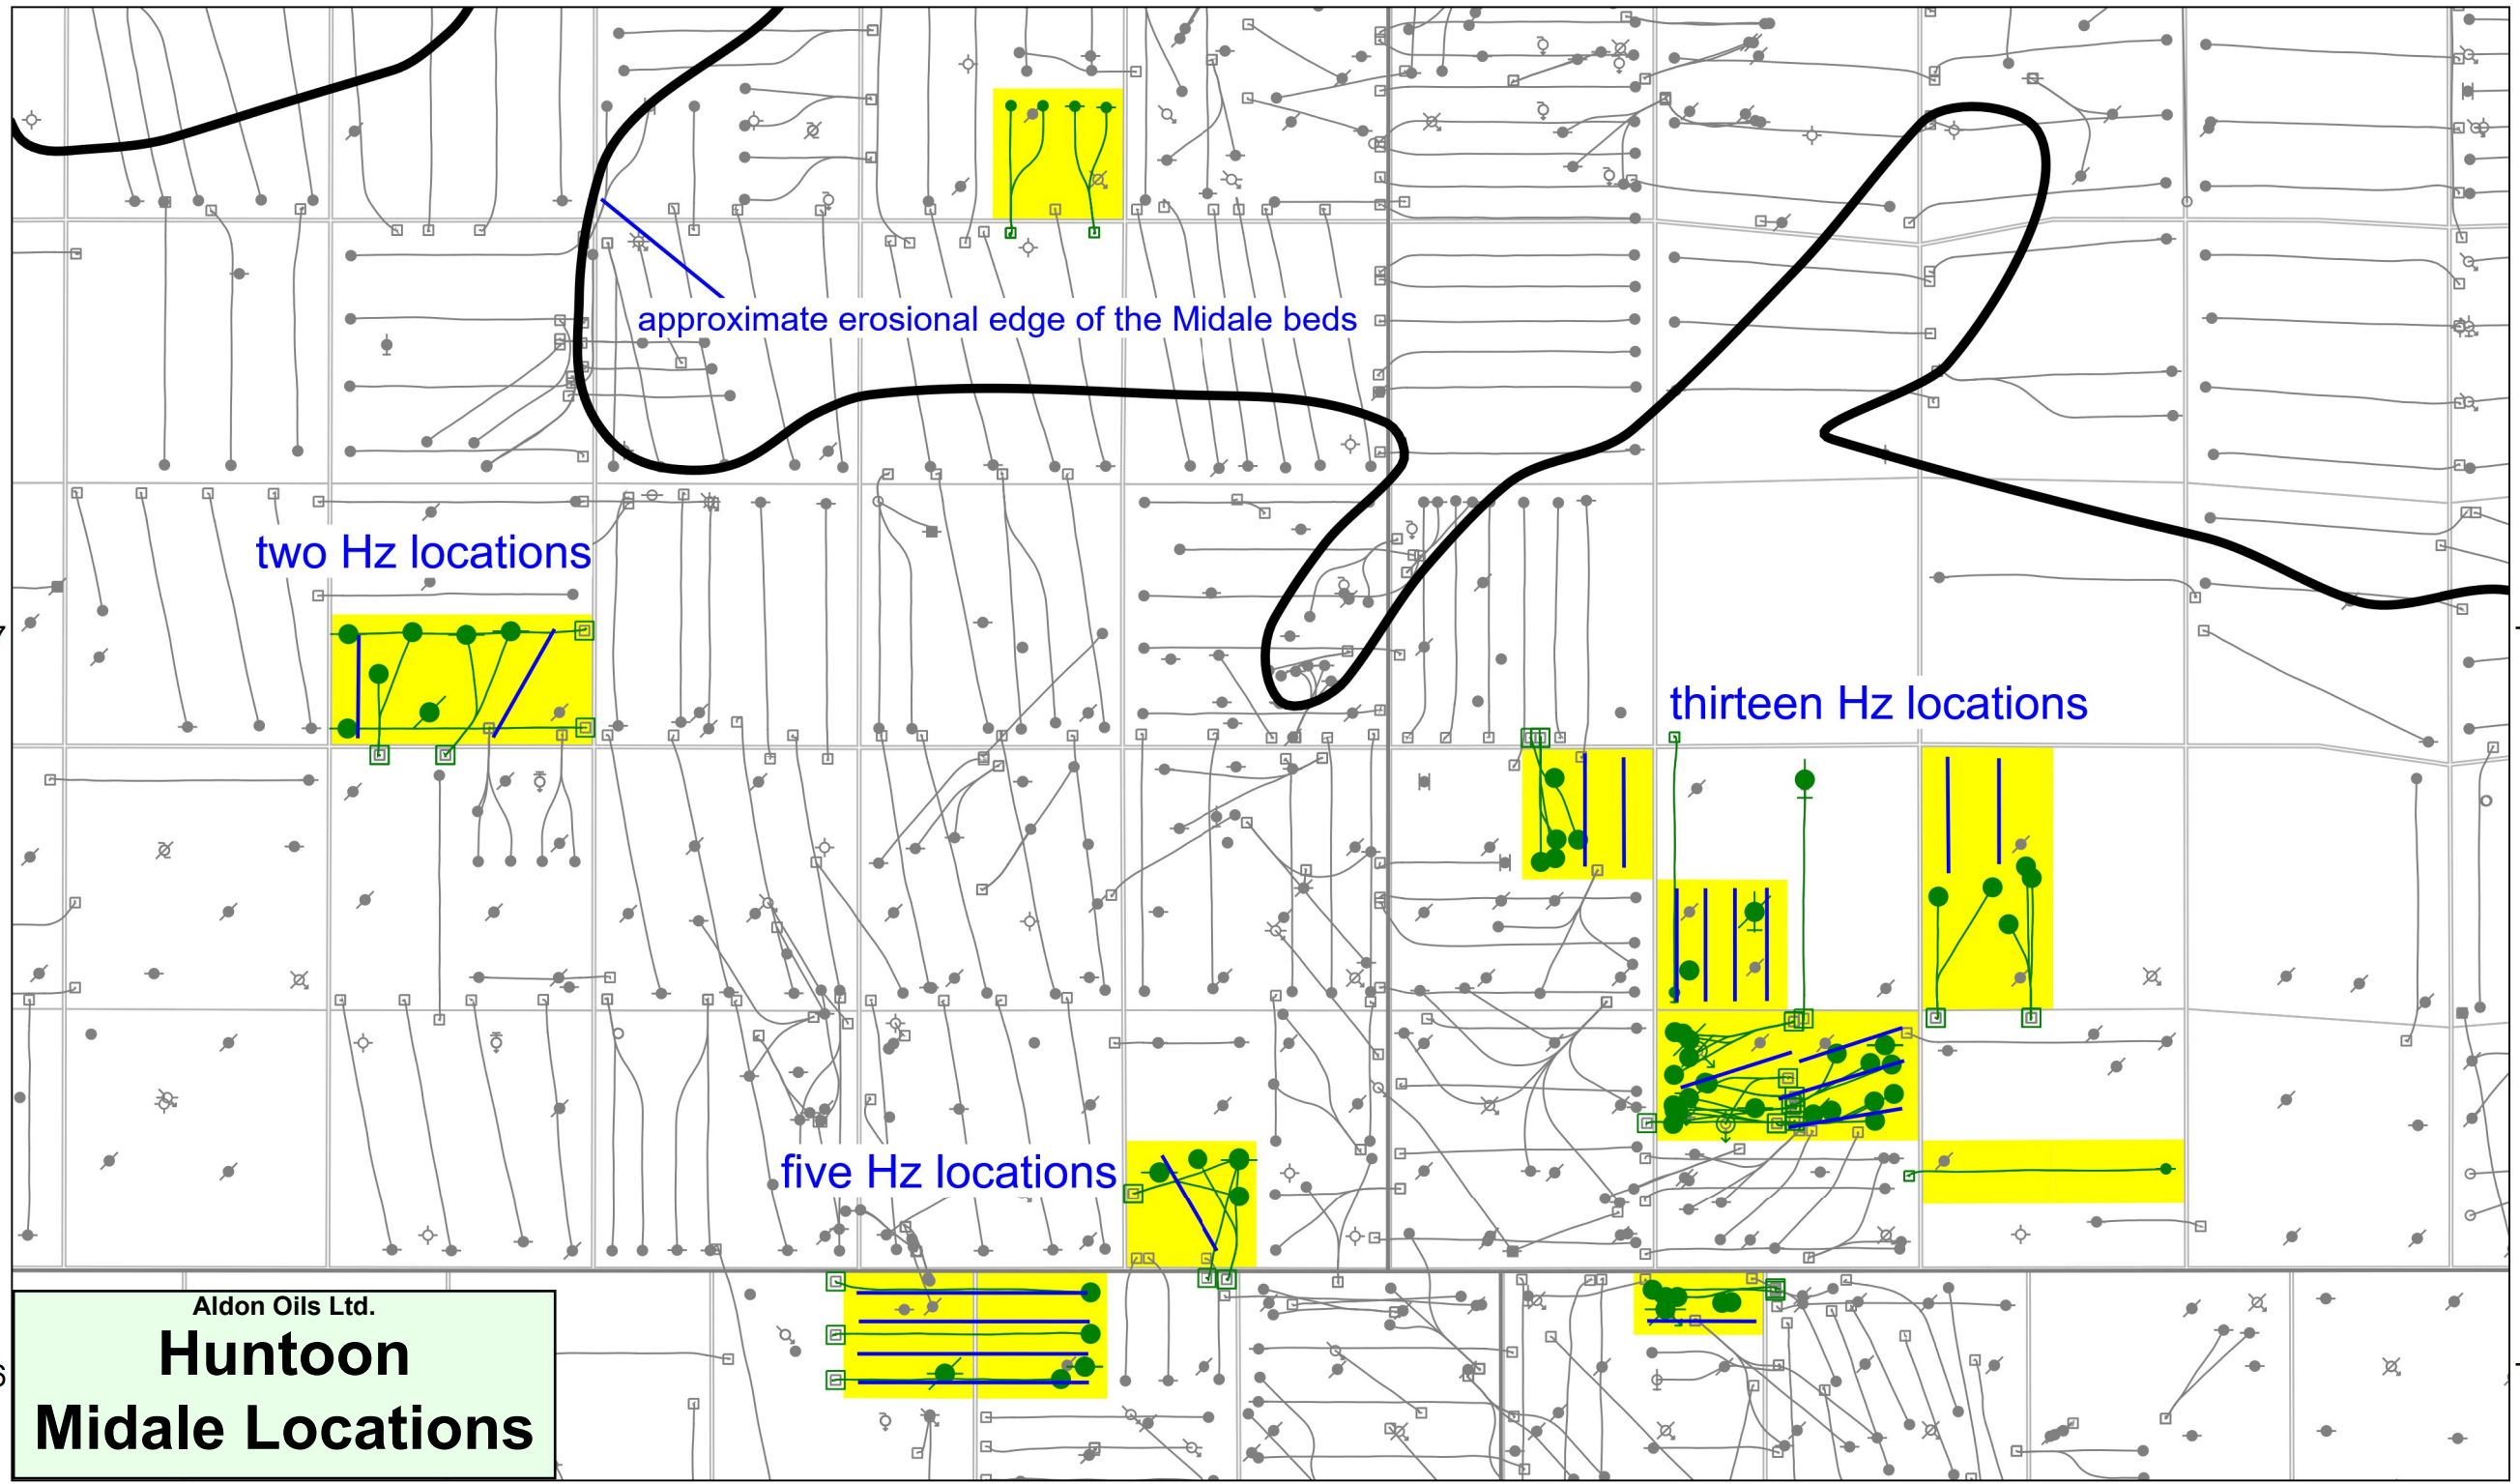 approximate erosional edge of the Midale beds
two Hz locations
thirteen Hz locations
five Hz locations
Aldon Oils Ltd.
Huntoon
Midale Locations